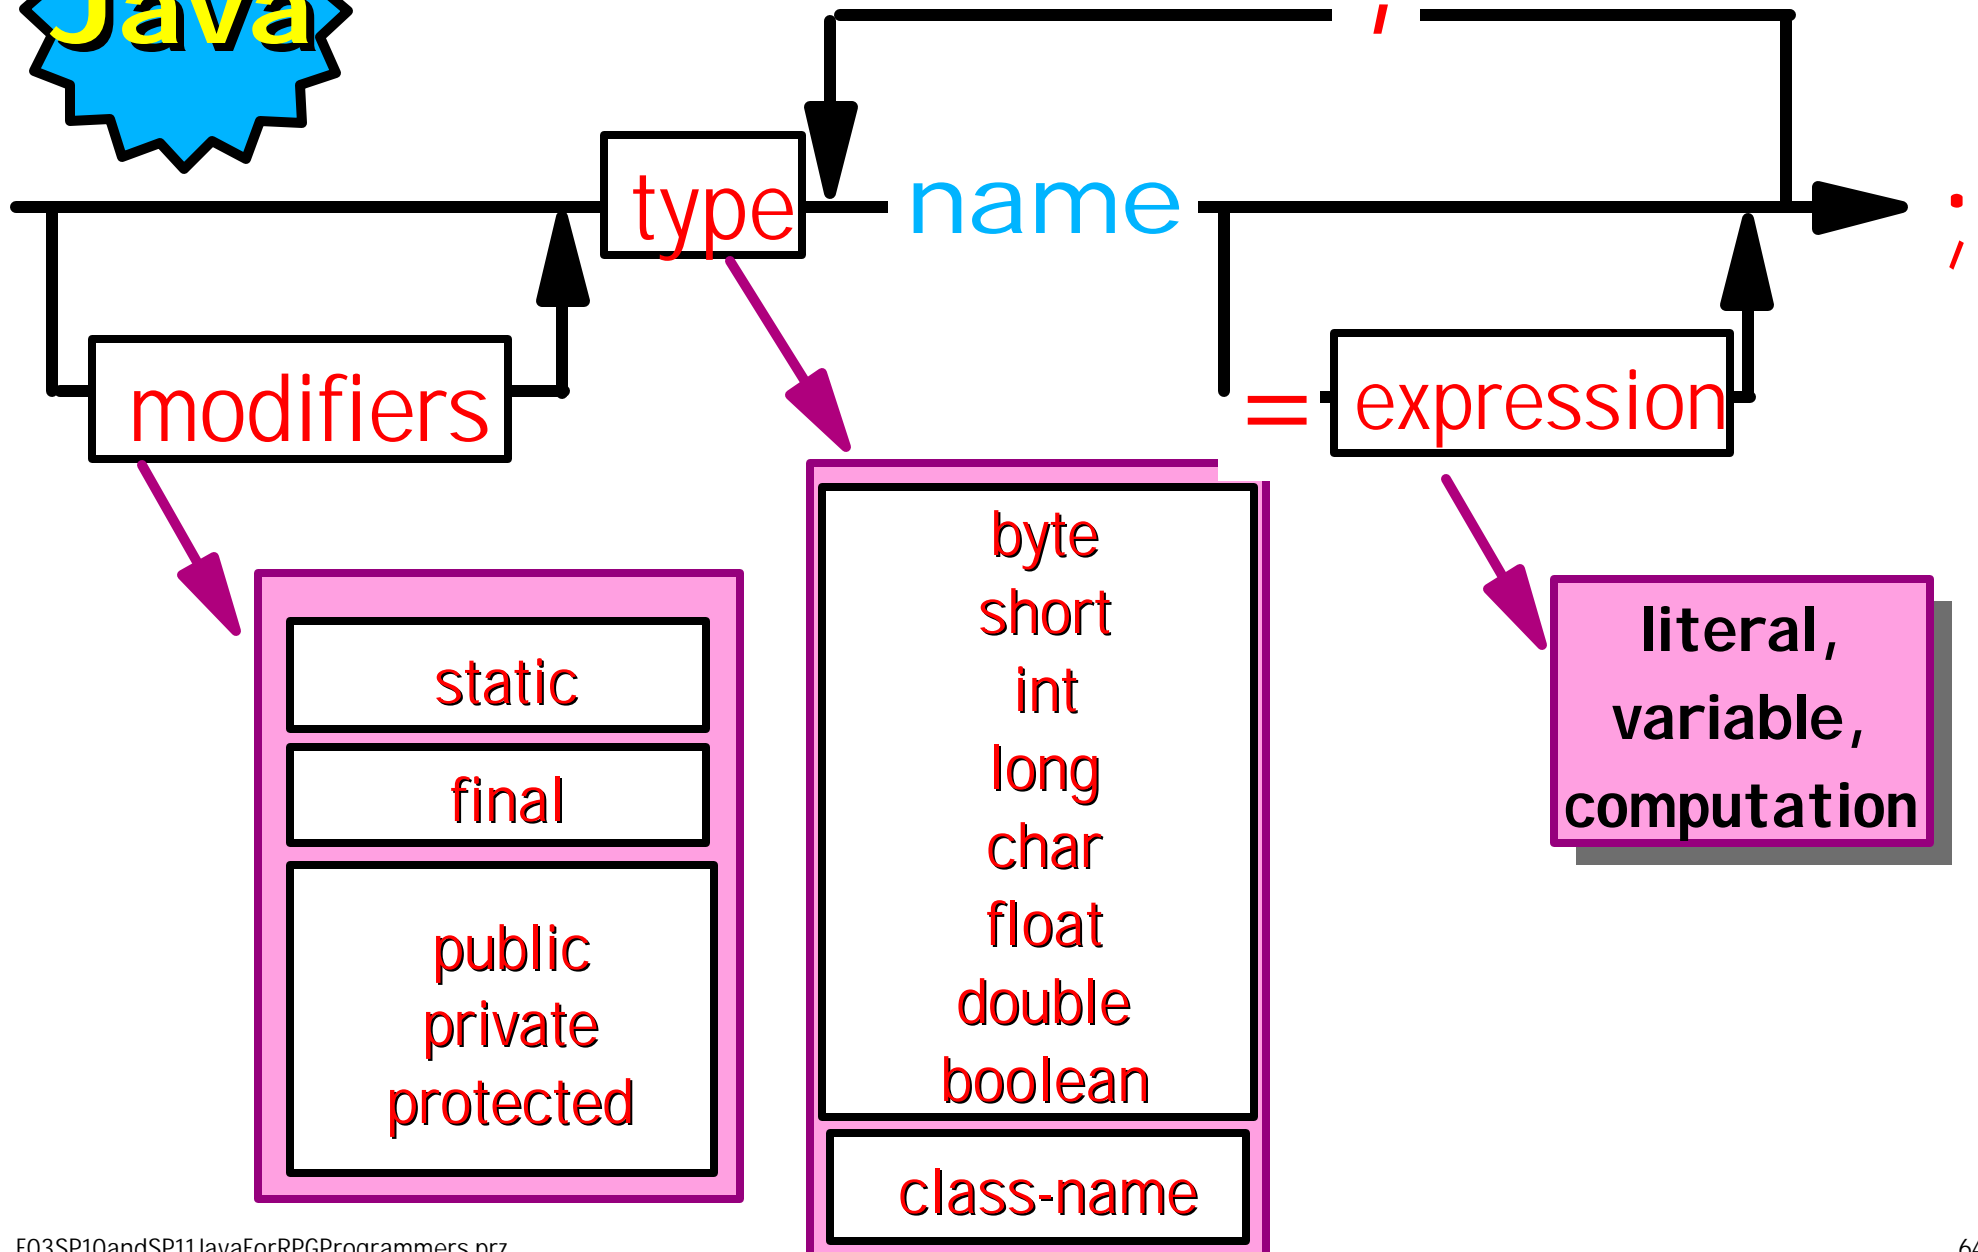 Java
,
type
name
;
modifiers
=
expression
byte
short
int
long
char
float
double
boolean
class-name
static
final
public
private
protected
literal,
variable,
computation
F03SP10andSP11JavaForRPGProgrammers.prz
64